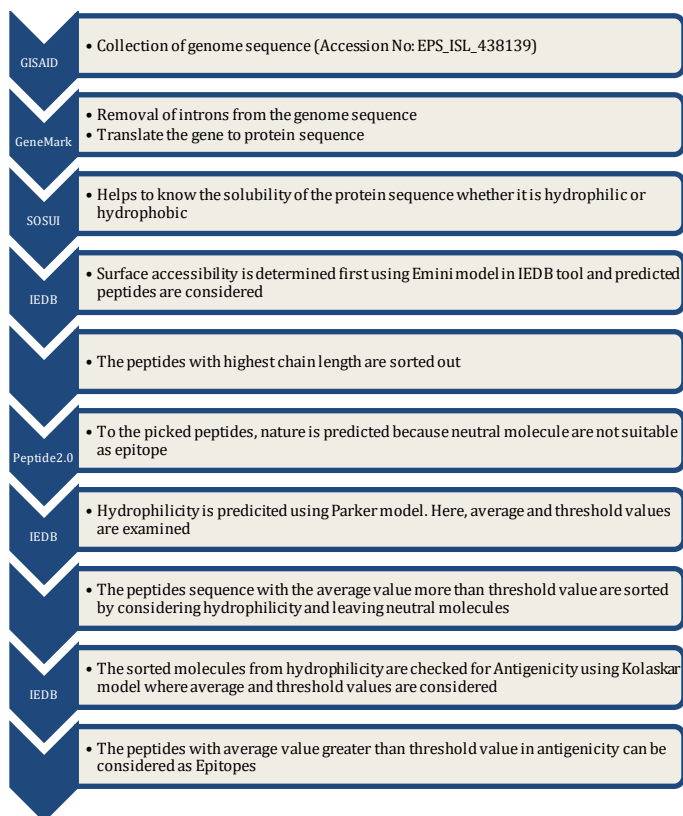 GISAID
• Collection of genome sequence (Accession No: EPS_ISL_438139)
GeneMark
• Removal of introns from the genome sequence
• Translate the gene to protein sequence
SOSUI
• Helps to know the solubility of the protein sequence whether it is hydrophilic or
hydrophobic
IEDB
• Surface accessibility is determined first using Emini model in IEDB tool and predicted
peptides are considered
• The peptides with highest chain length are sorted out
Peptide2.0
• To the picked peptides, nature is predicted because neutral molecule are not suitable
as epitope
IEDB
• Hydrophilicity is predicited using Parker model. Here, average and threshold values
are examined
• The peptides sequence with the average value more than threshold value are sorted
by considering hydrophilicity and leaving neutral molecules
IEDB
• The sorted molecules from hydrophilicity are checked for Antigenicity using Kolaskar
model where average and threshold values are considered
• The peptides with average value greater than threshold value in antigenicity can be
considered as Epitopes